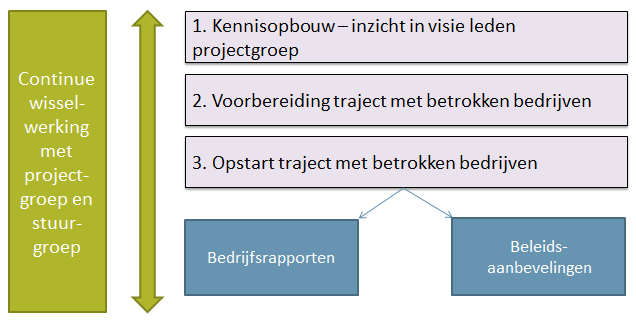 Continue
wissel-
werking
met
project-
groep en
stuur-
groep
1. Kennisopbouw – inzicht in visie leden
projectgroep
2. Voorbereiding traject met betrokken bedrijven
3. Opstart traject met betrokken bedrijven
Bedrijfsrapporten
Beleids-
aanbevelingen